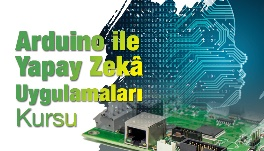 Arduino ile
Yapay Zekâ
Uygulamaları
Kursu